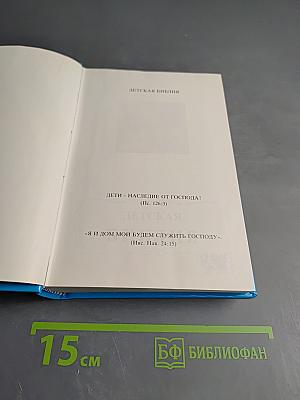 ДЕТСКАЯ БИБЛИЯ
ДЕТИ – НАСЛЕДИЕ ОТ ГОСПОДА!
(Пс. 126:3)
ДЕТСКАЯ
«Я И ДОМ МОЙ БУДЕМ СЛУЖИТЬ ГОСПОДУ».
(Иис. Нав. 24:15)
15 см
БФ БИБЛИОФАН